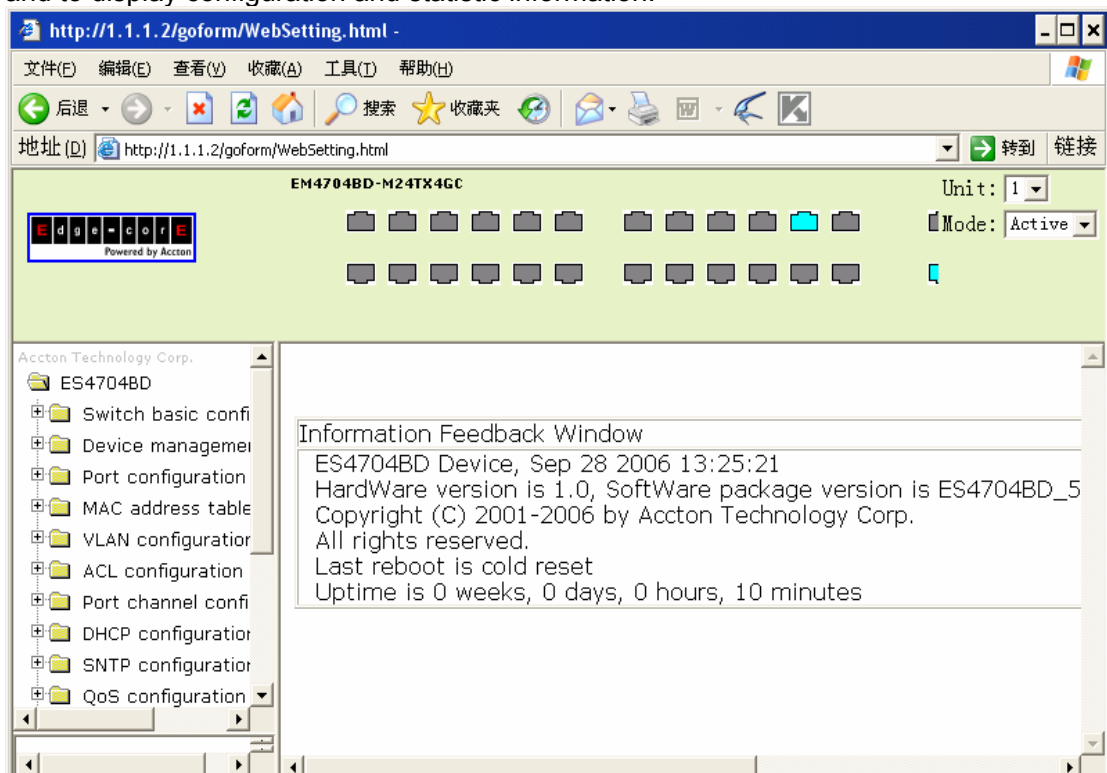 and to display configuration and statistic information.
http://1.1.1.2/goform/WebSetting.html -
文件(F) 编辑(E) 查看(V) 收藏(A) 工具(T) 帮助(H)
后退 搜索 收藏夹
地址(D) http://1.1.1.2/goform/WebSetting.html 转到 链接
EM4704BD-M24TX4GC
Unit: 1
Mode: Active
Edge-corE
Powered by Accton
Accton Technology Corp.
ES4704BD
Switch basic confi
Device managemen
Port configuration
MAC address table
VLAN configuration
ACL configuration
Port channel confi
DHCP configuration
SNTP configuration
QoS configuration
Information Feedback Window
ES4704BD Device, Sep 28 2006 13:25:21
HardWare version is 1.0, SoftWare package version is ES4704BD_5
Copyright (C) 2001-2006 by Accton Technology Corp.
All rights reserved.
Last reboot is cold reset
Uptime is 0 weeks, 0 days, 0 hours, 10 minutes